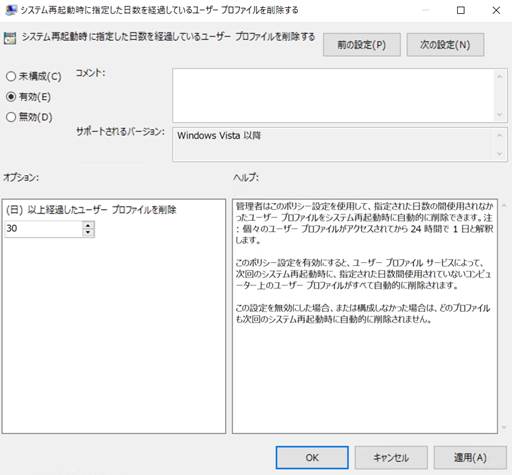 システム再起動時に指定した日数を経過しているユーザー プロファイルを削除する
システム再起動時に指定した日数を経過しているユーザー プロファイルを削除する
前の設定(P)
次の設定(N)
未構成(C)
コメント:
有効(E)
無効(D)
サポートされるバージョン:
Windows Vista 以降
オプション:
ヘルプ:
(日) 以上経過したユーザー プロファイルを削除
30
管理者はこのポリシー設定を使用して、指定された日数の間使用されなか
ったユーザー プロファイルをシステム再起動時に自動的に削除できます。注
: 個々のユーザー プロファイルがアクセスされてから 24 時間で 1 日と解釈
します。
このポリシー設定を有効にすると、ユーザー プロファイル サービスによって、
次回のシステム再起動時に、指定された日数間使用されていないコンピュ
ーター上のユーザー プロファイルがすべて自動的に削除されます。
この設定を無効にした場合、または構成しなかった場合は、どのプロファイル
も次回のシステム再起動時に自動的に削除されません。
OK
キャンセル
適用(A)